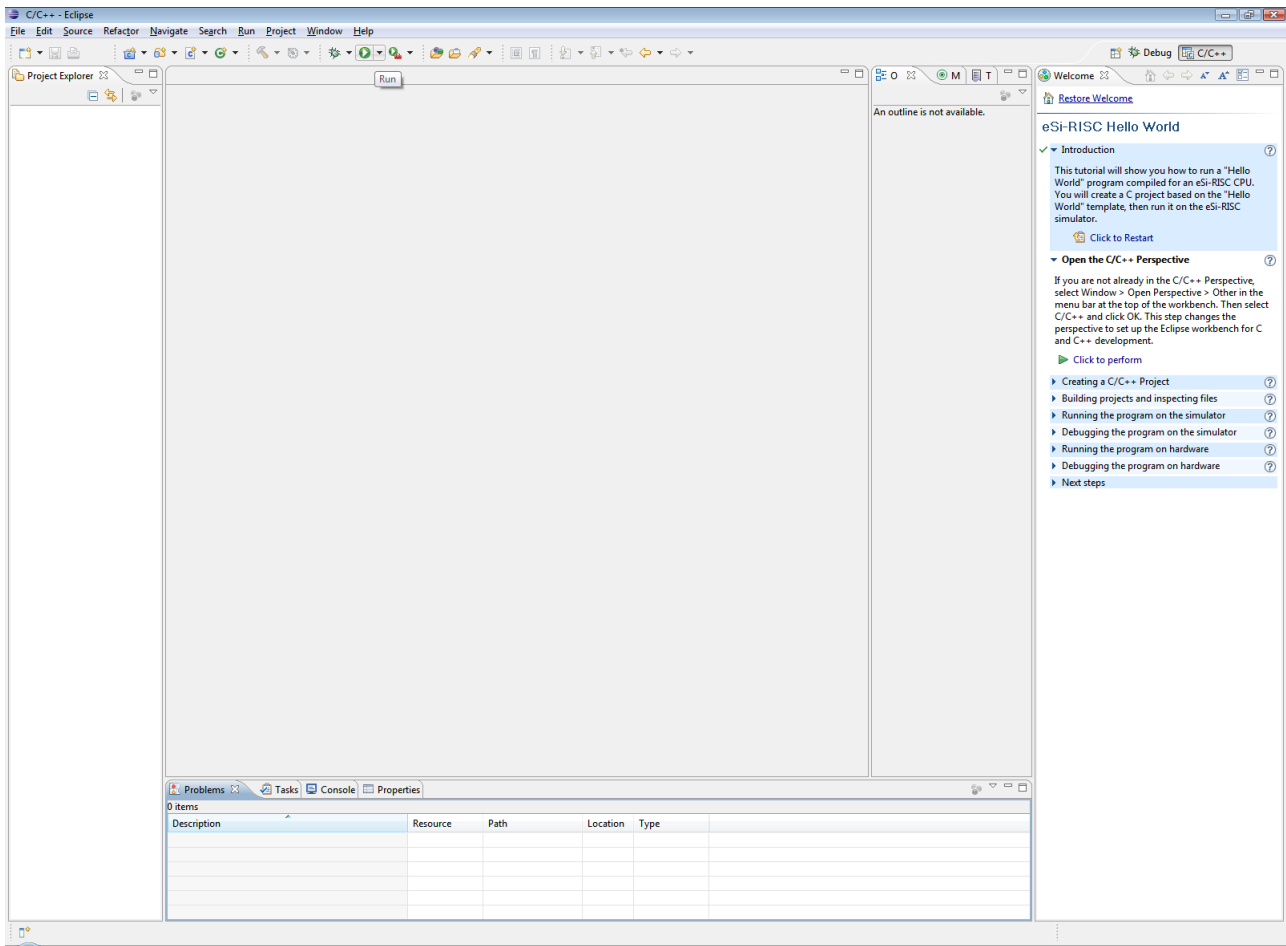 C/C++ - Eclipse
File Edit Source Refactor Navigate Search Run Project Window Help
Debug C/C++
Run
Project Explorer
O M T
An outline is not available.
Welcome
Restore Welcome
eSi-RISC Hello World
Introduction
This tutorial will show you how to run a "Hello
World" program compiled for an eSi-RISC CPU.
You will create a C project based on the "Hello
World" template, then run it on the eSi-RISC
simulator.
Click to Restart
Open the C/C++ Perspective
If you are not already in the C/C++ Perspective,
select Window > Open Perspective > Other in the
menu bar at the top of the workbench. Then select
C/C++ and click OK. This step changes the
perspective to set up the Eclipse workbench for C
and C++ development.
Click to perform
Creating a C/C++ Project
Building projects and inspecting files
Running the program on the simulator
Debugging the program on the simulator
Running the program on hardware
Debugging the program on hardware
Next steps
Problems Tasks Console Properties
0 items
Description Resource Path Location Type